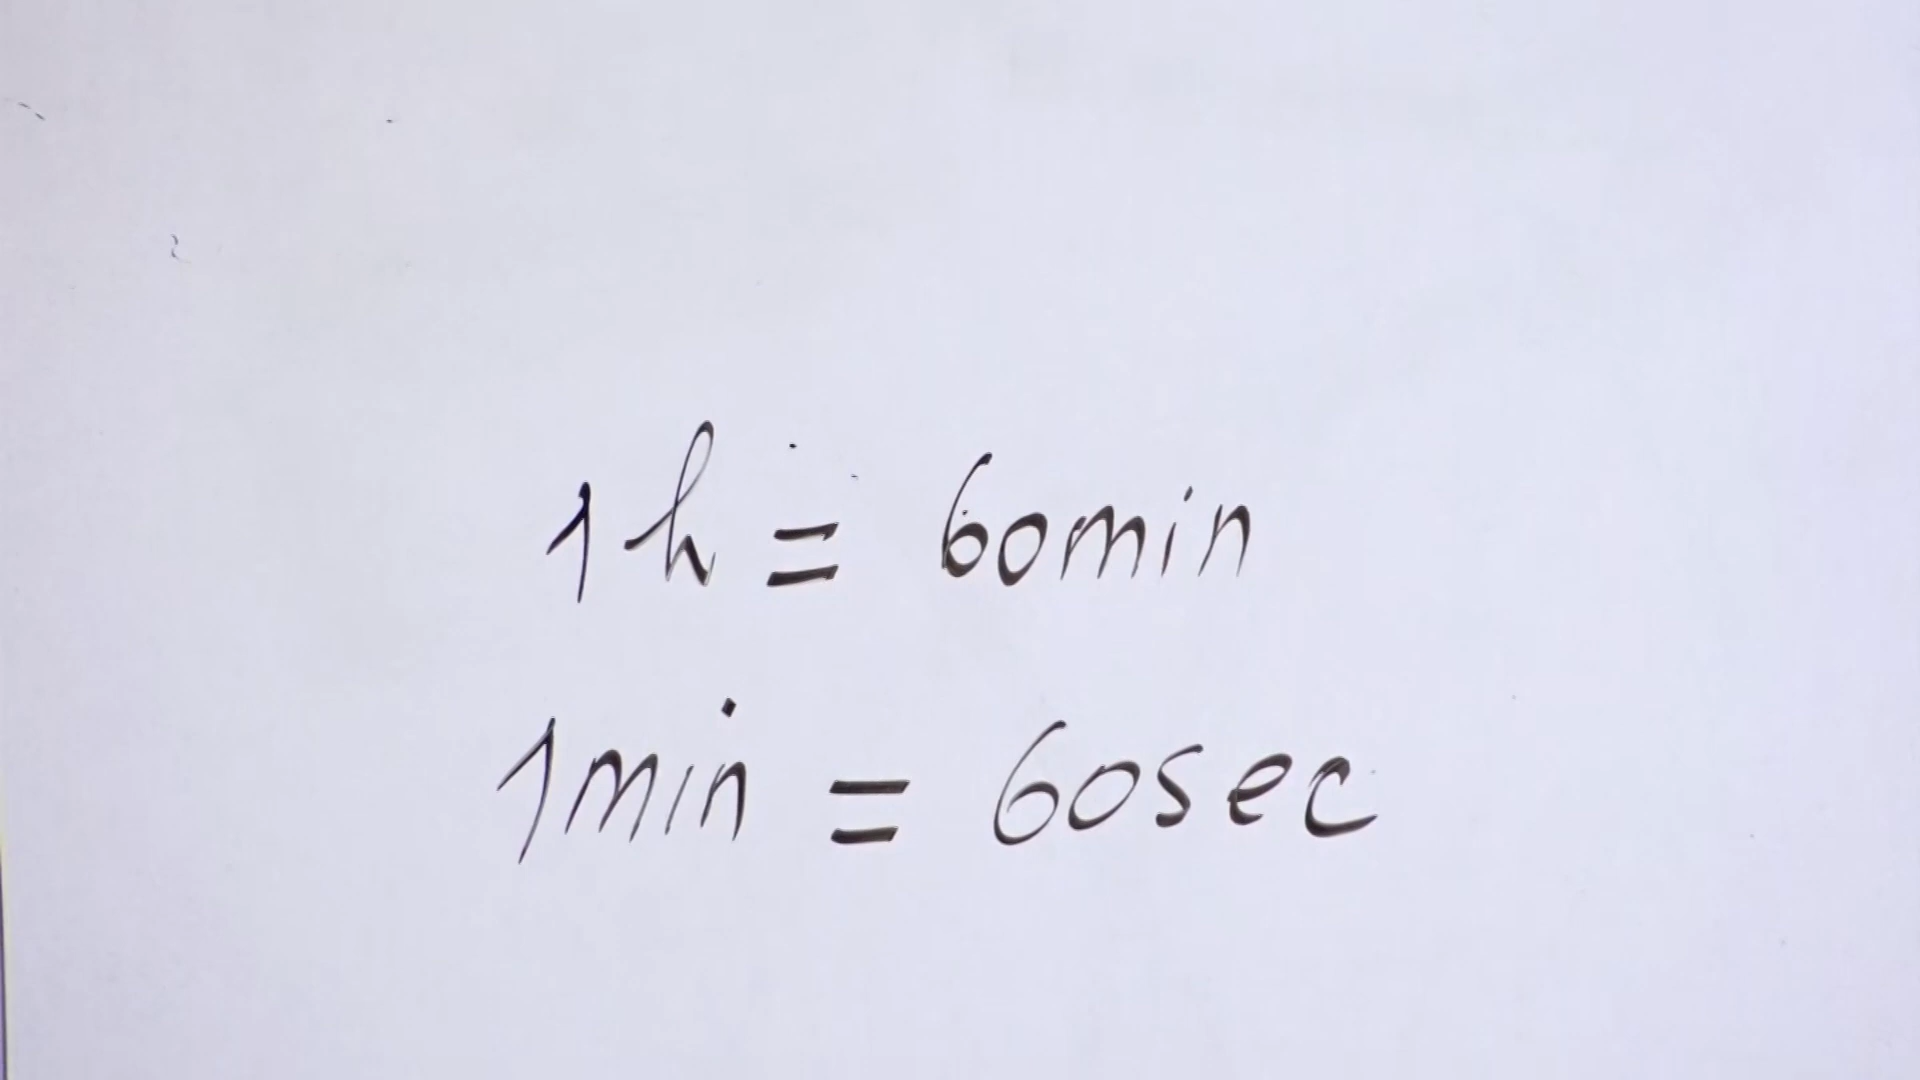 1h = 60min
1min = 60sec